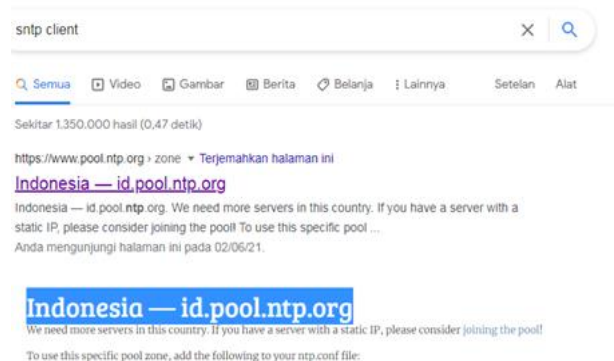 sntp client
Semua Video Gambar Berita Belanja Lainnya Setelan Alat
Sekitar 1.350.000 hasil (0,47 detik)
https://www.pool.ntp.org › zone ▾ Terjemahkan halaman ini
Indonesia — id.pool.ntp.org
Indonesia — id.pool.ntp.org. We need more servers in this country. If you have a server with a
static IP, please consider joining the pool! To use this specific pool ...
Anda mengunjungi halaman ini pada 02/06/21.
Indonesia — id.pool.ntp.org
We need more servers in this country. If you have a server with a static IP, please consider joining the pool!
To use this specific pool zone, add the following to your ntp.conf file: